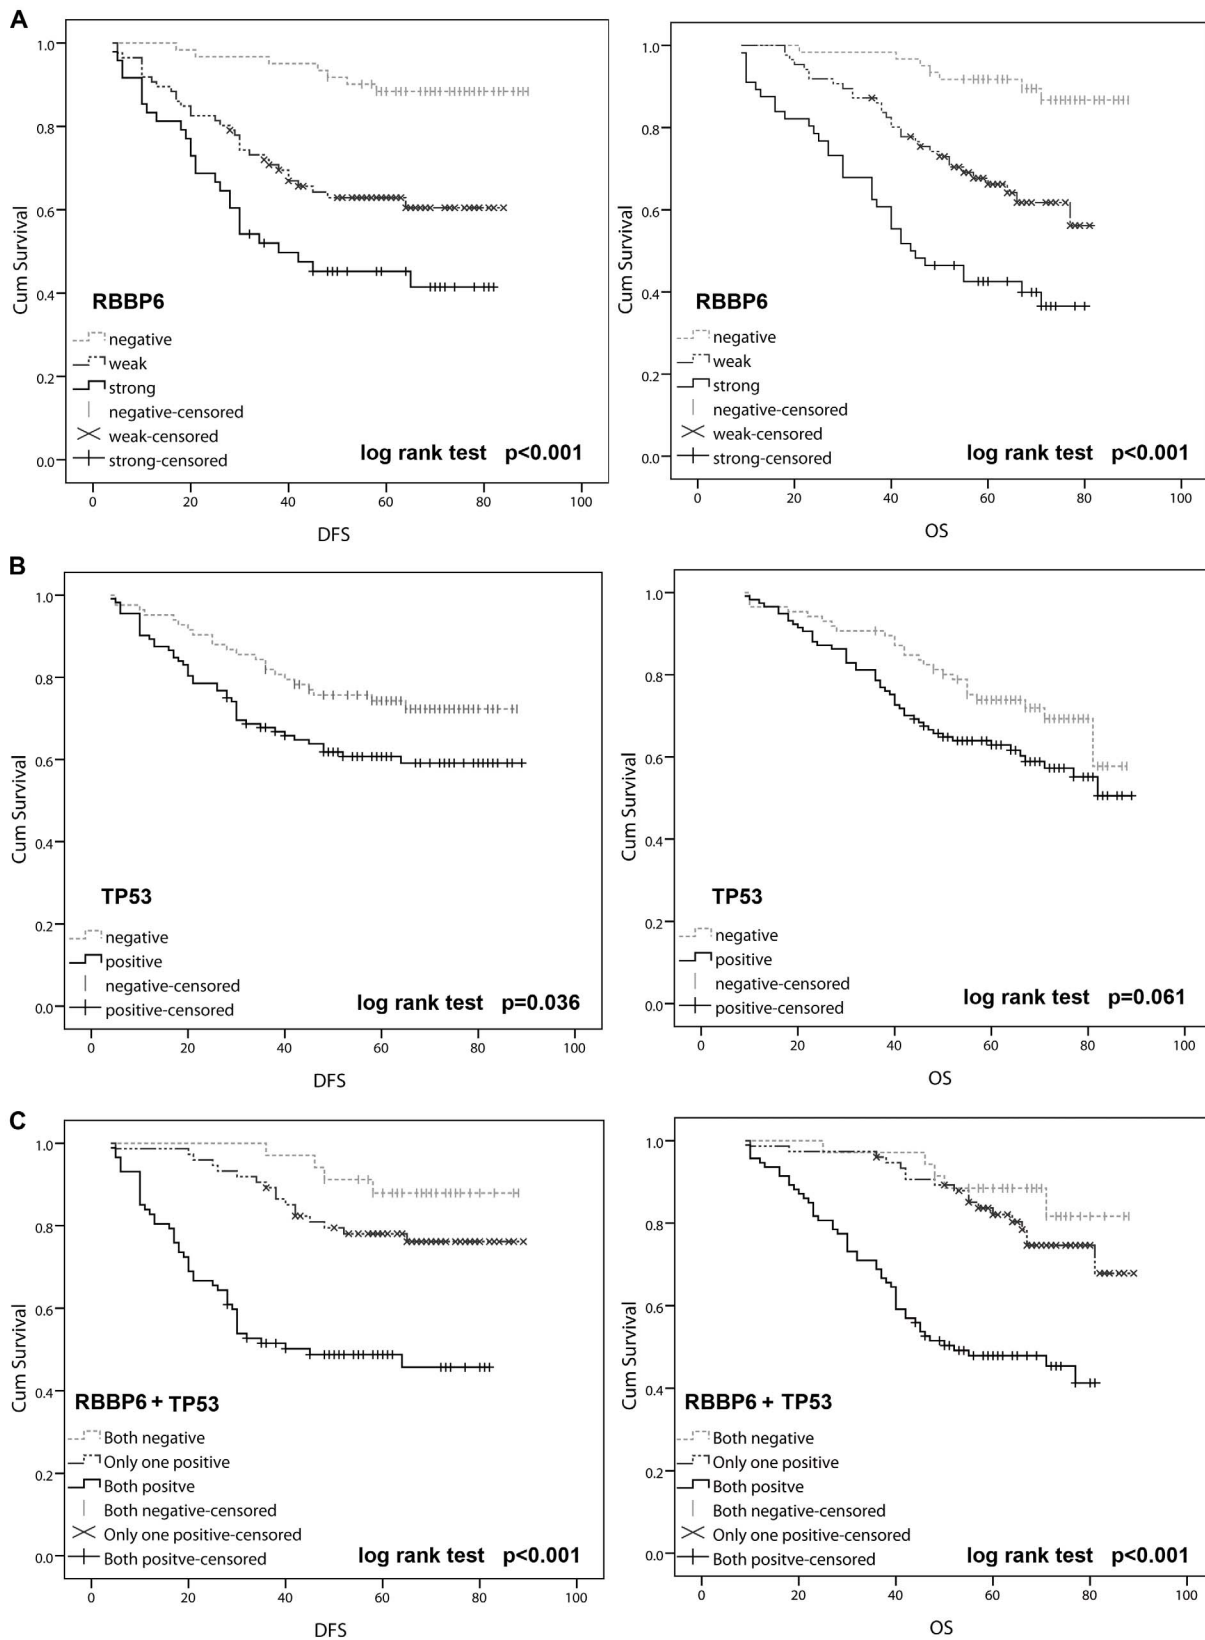 A
1.0
0.8
0.6
0.4
0.2
0.0
Cum Survival
RBBP6
negative
weak
strong
negative-censored
weak-censored
strong-censored
log rank test p<0.001
0 20 40 60 80 100
DFS
1.0
0.8
0.6
0.4
0.2
0.0
Cum Survival
RBBP6
negative
weak
strong
negative-censored
weak-censored
strong-censored
log rank test p<0.001
0 20 40 60 80 100
OS
B
1.0
0.8
0.6
0.4
0.2
0.0
Cum Survival
TP53
negative
positive
negative-censored
positive-censored
log rank test p=0.036
0 20 40 60 80 100
DFS
1.0
0.8
0.6
0.4
0.2
0.0
Cum Survival
TP53
negative
positive
negative-censored
positive-censored
log rank test p=0.061
0 20 40 60 80 100
OS
C
1.0
0.8
0.6
0.4
0.2
0.0
Cum Survival
RBBP6 + TP53
Both negative
Only one positive
Both positve
Both negative-censored
Only one positive-censored
Both positve-censored
log rank test p<0.001
0 20 40 60 80 100
DFS
1.0
0.8
0.6
0.4
0.2
0.0
Cum Survival
RBBP6 + TP53
Both negative
Only one positive
Both positve
Both negative-censored
Only one positive-censored
Both positve-censored
log rank test p<0.001
0 20 40 60 80 100
OS